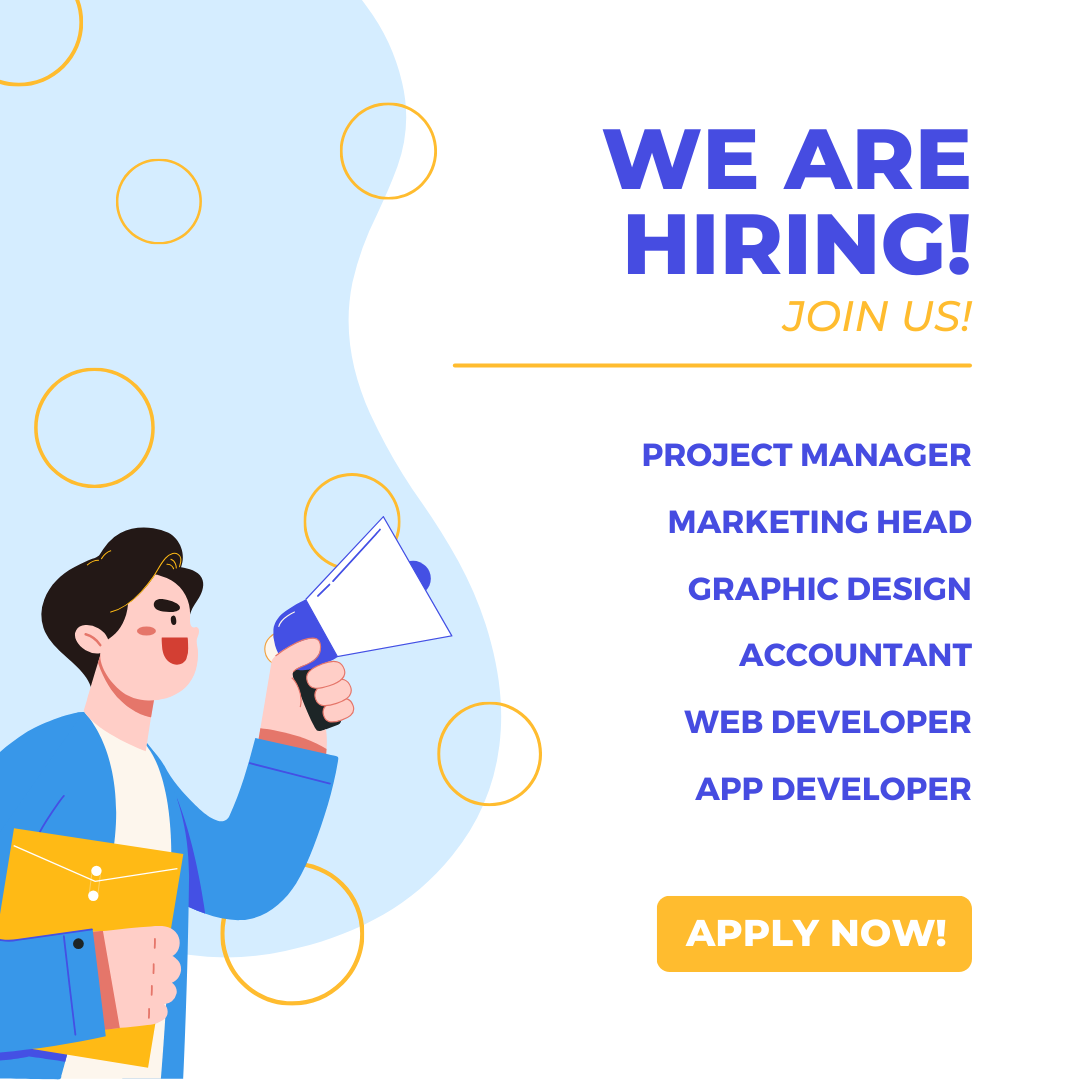 WE ARE
HIRING!
JOIN US!
PROJECT MANAGER
MARKETING HEAD
GRAPHIC DESIGN
ACCOUNTANT
WEB DEVELOPER
APP DEVELOPER
APPLY NOW!